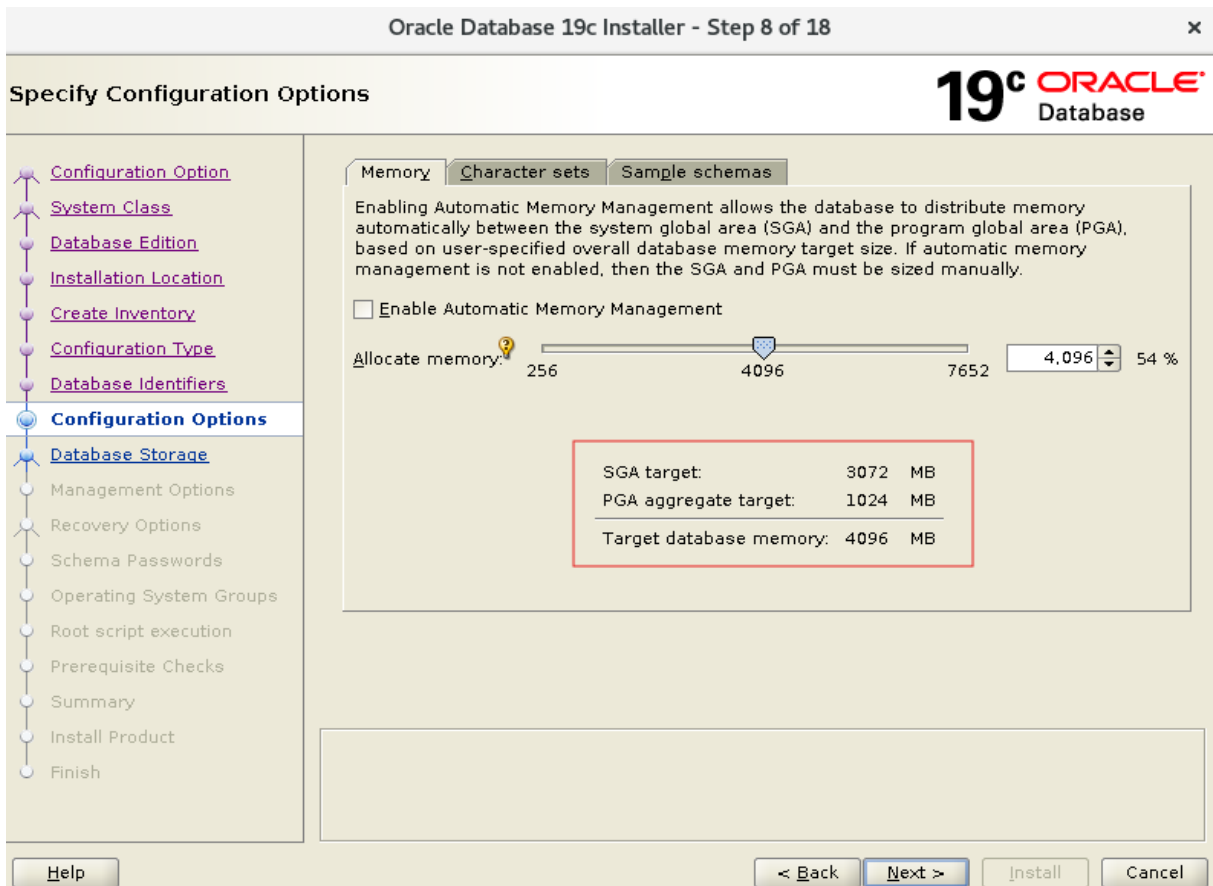 Oracle Database 19c Installer - Step 8 of 18
×
Specify Configuration Options
19c ORACLE
Database
Configuration Option
System Class
Database Edition
Installation Location
Create Inventory
Configuration Type
Database Identifiers
Configuration Options
Database Storage
Management Options
Recovery Options
Schema Passwords
Operating System Groups
Root script execution
Prerequisite Checks
Summary
Install Product
Finish
Memory Character sets Sample schemas
Enabling Automatic Memory Management allows the database to distribute memory
automatically between the system global area (SGA) and the program global area (PGA),
based on user-specified overall database memory target size. If automatic memory
management is not enabled, then the SGA and PGA must be sized manually.
Enable Automatic Memory Management
Allocate memory: 4,096 54 %
256 4096 7652
SGA target: 3072 MB
PGA aggregate target: 1024 MB
Target database memory: 4096 MB
Help < Back Next > Install Cancel